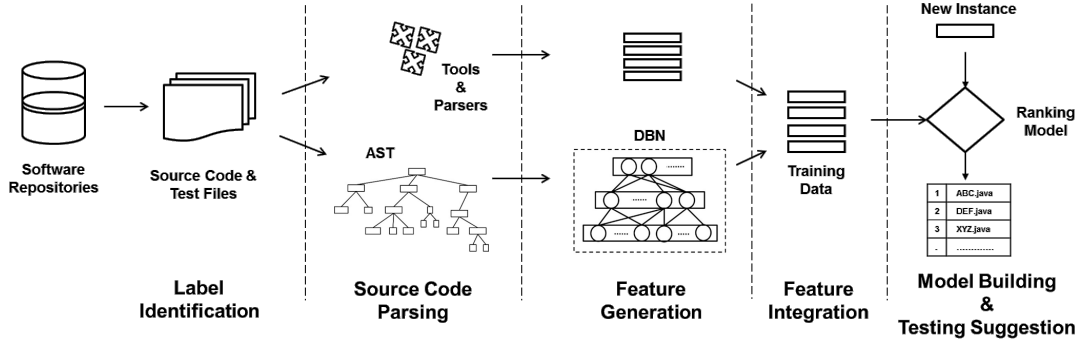 Software
Repositories
Source Code &
Test Files
Label
Identification
Tools
&
Parsers
AST
Source Code
Parsing
DBN
........
......
......
......
Feature
Generation
Training
Data
Feature
Integration
New Instance
Ranking
Model
1 ABC.java
2 DEF.java
3 XYZ.java
. .............
Model Building
&
Testing Suggestion